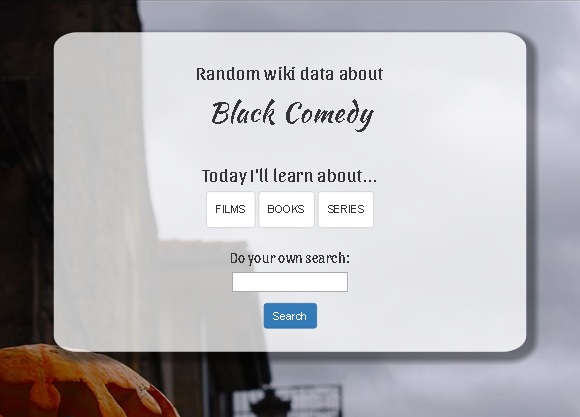 Random wiki data about
Black Comedy
Today I'll learn about...
FILMS BOOKS SERIES
Do your own search:
Search